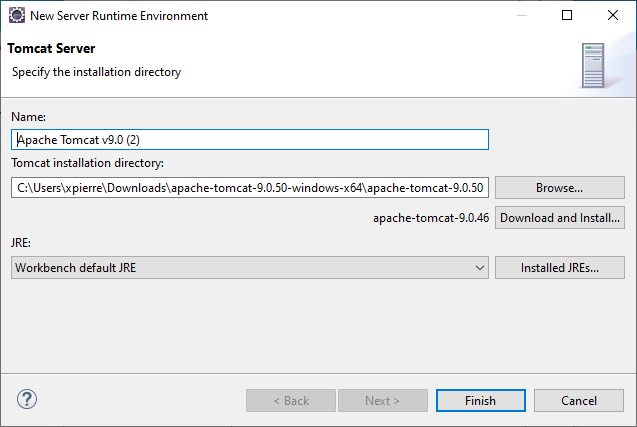 New Server Runtime Environment
Tomcat Server
Specify the installation directory
Name:
Apache Tomcat v9.0 (2)
Tomcat installation directory:
C:\Users\xpierre\Downloads\apache-tomcat-9.0.50-windows-x64\apache-tomcat-9.0.50
Browse...
apache-tomcat-9.0.46
Download and Install...
JRE:
Workbench default JRE
Installed JREs...
?
< Back
Next >
Finish
Cancel